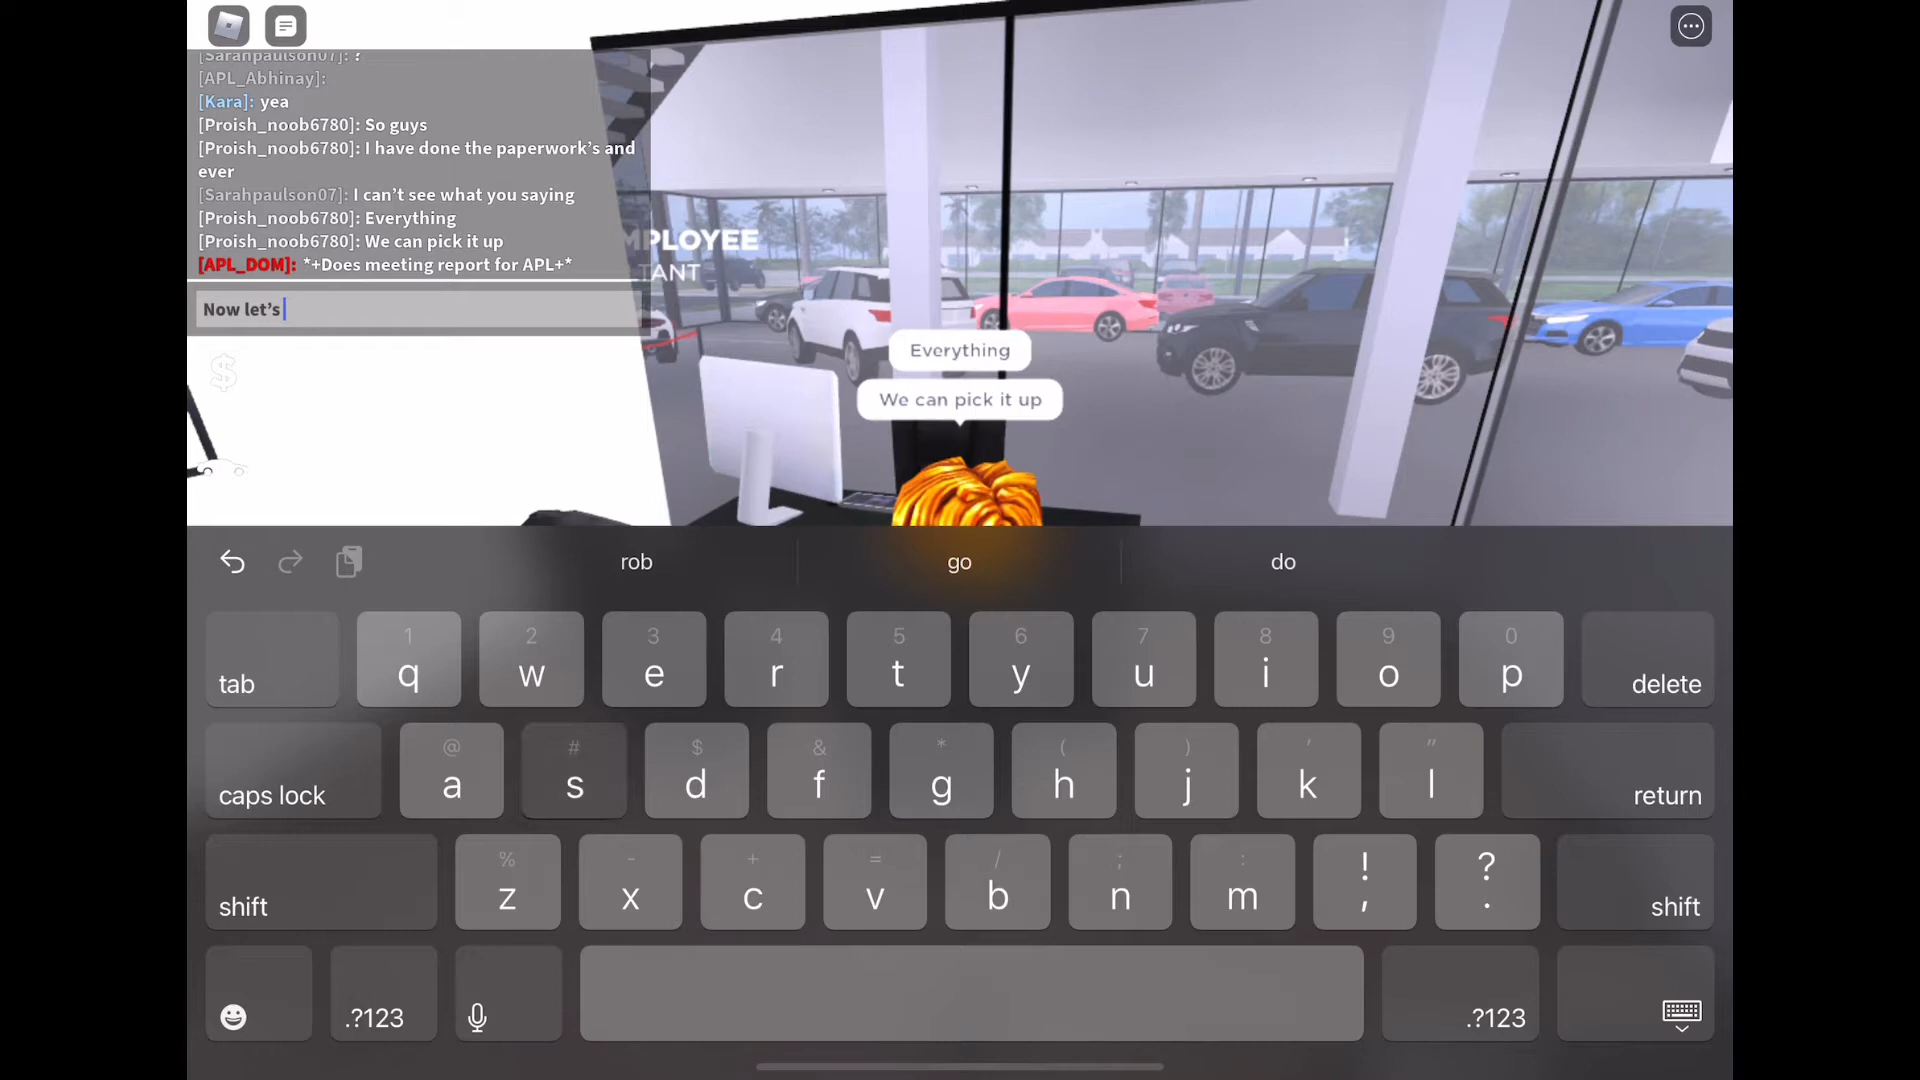 [Sarahpaulson07]: ?
[APL_Abhinay]:
[Kara]: yea
[Proish_noob6780]: So guys
[Proish_noob6780]: I have done the paperwork’s and
ever
[Sarahpaulson07]: I can’t see what you saying
[Proish_noob6780]: Everything
[Proish_noob6780]: We can pick it up
[APL_DOM]: *+Does meeting report for APL+*
Now let’s
MPLOYEE
TANT
Everything
We can pick it up
rob go do
tab 1 q 2 w 3 e 4 r 5 t 6 y 7 u 8 i 9 o 0 p delete
caps lock @ a # s $ d & f * g ( h ) j ' k " l return
shift % z - x + c = v / b ; n : m ! , ? . shift
.?123 .?123